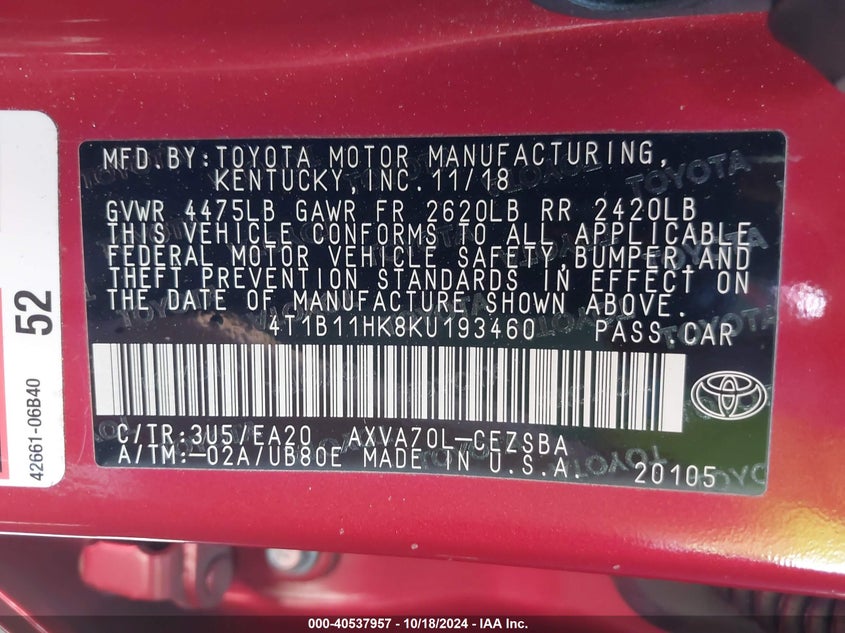 MFD.BY:TOYOTA MOTOR MANUFACTURING,
KENTUCKY, INC. 11/18
GVWR 4475LB GAWR FR 2620LB RR 2420LB
THIS VEHICLE CONFORMS TO ALL APPLICABLE
FEDERAL MOTOR VEHICLE SAFETY,BUMPER,AND
THEFT PREVENTION STANDARDS IN EFFECT ON
THE DATE OF MANUFACTURE SHOWN ABOVE.
4T1B11HK8KU193460 PASS.CAR
C/TR:3U5/EA20 AXVA70L-CEZSBA
A/TM:-02A/UB80E MADE IN U.S.A. 20105
52
42661-06B40
TOYOTA
000-40537957 - 10/18/2024 - IAA Inc.